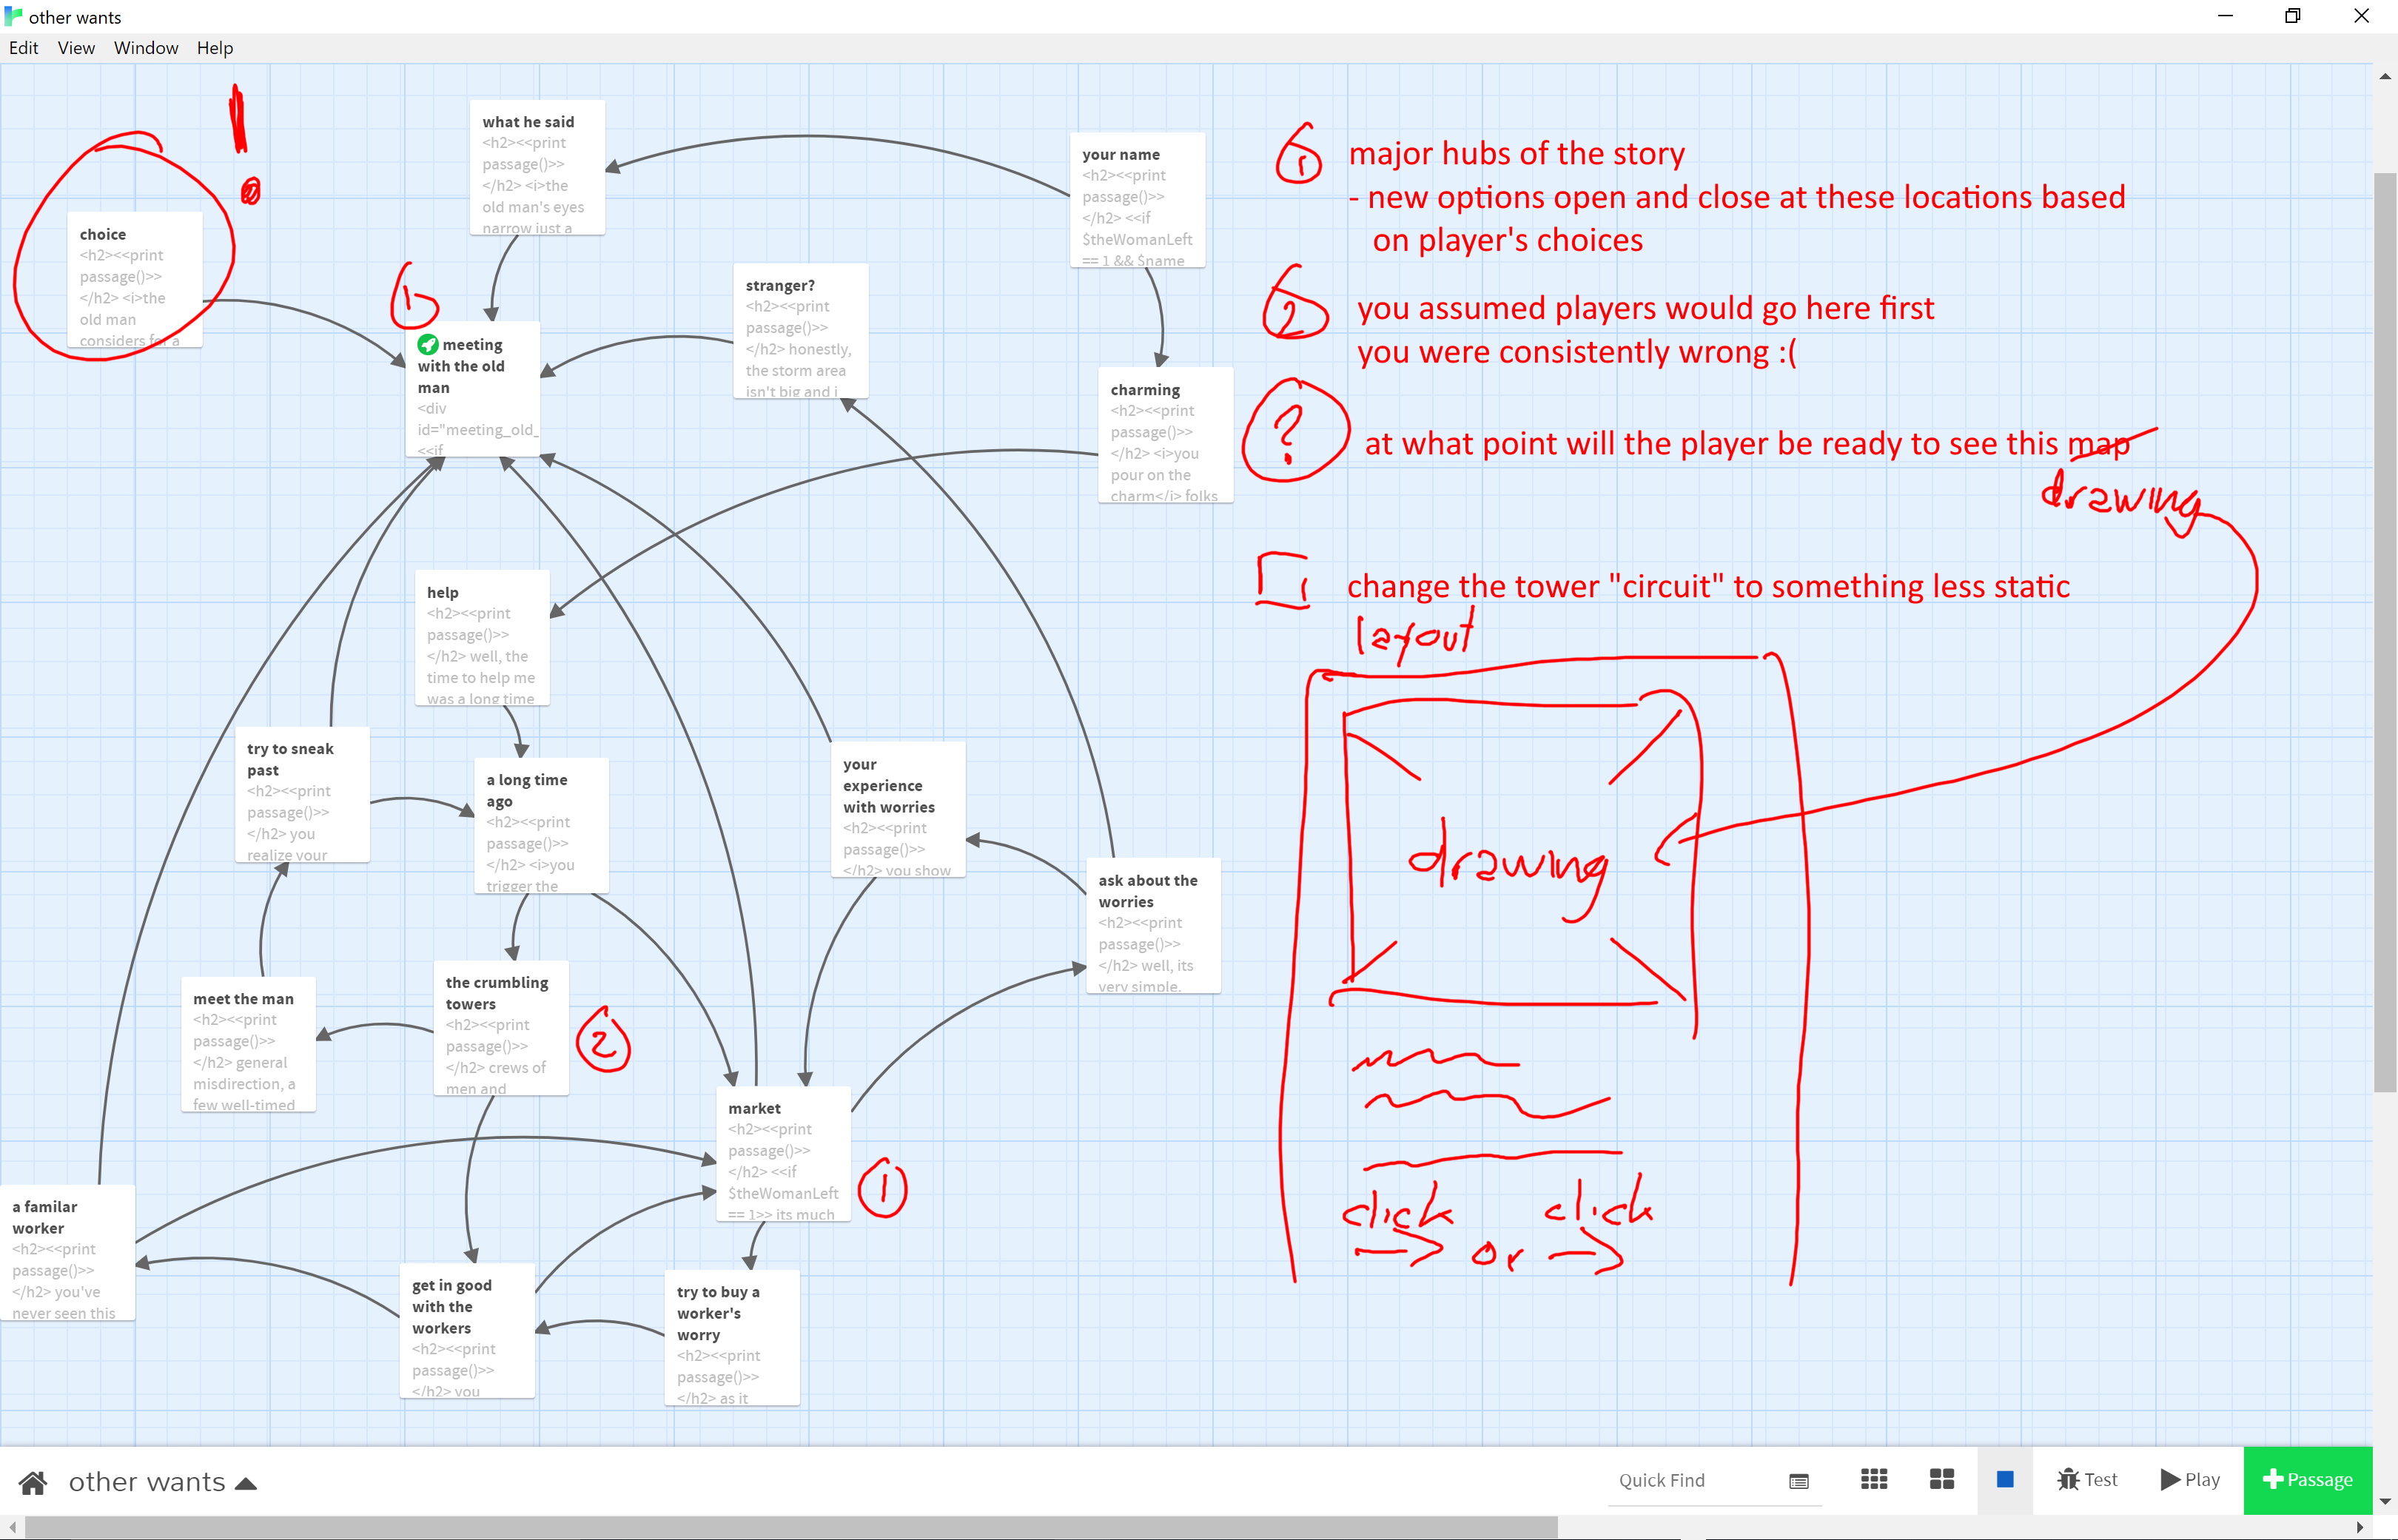 other wants
Edit View Window Help
what he said
<h2><<print
passage()>>
</h2> <i>the
old man's eyes
narrow just a
your name
<h2><<print
passage()>>
</h2> <<if
$theWomanLeft
== 1 && $name
choice
<h2><<print
passage()>>
</h2> <i>the
old man
considers for a
!
1
meeting
with the old
man
<div
id="meeting_old_
<<if
stranger?
<h2><<print
passage()>>
</h2> honestly,
the storm area
isn't big and i
charming
<h2><<print
passage()>>
</h2> <i>you
pour on the
charm</i> folks
help
<h2><<print
passage()>>
</h2> well, the
time to help me
was a long time
try to sneak
past
<h2><<print
passage()>>
</h2> you
realize your
a long time
ago
<h2><<print
passage()>>
</h2> <i>you
trigger the
your
experience
with worries
<h2><<print
passage()>>
</h2> you show
ask about the
worries
<h2><<print
passage()>>
</h2> well, its
very simple.
meet the man
<h2><<print
passage()>>
</h2> general
misdirection, a
few well-timed
the crumbling
towers
<h2><<print
passage()>>
</h2> crews of
men and
2
market
<h2><<print
passage()>>
</h2> <<if
$theWomanLeft
== 1>> its much
1
a familar
worker
<h2><<print
passage()>>
</h2> you've
never seen this
get in good
with the
workers
<h2><<print
passage()>>
</h2> you
try to buy a
worker's
worry
<h2><<print
passage()>>
</h2> as it
1 major hubs of the story
- new options open and close at these locations based
on player's choices
2 you assumed players would go here first
you were consistently wrong :(
? at what point will the player be ready to see this map
drawing
change the tower "circuit" to something less static
layout
drawing
click click
or
other wants
Quick Find
Test
Play
+Passage